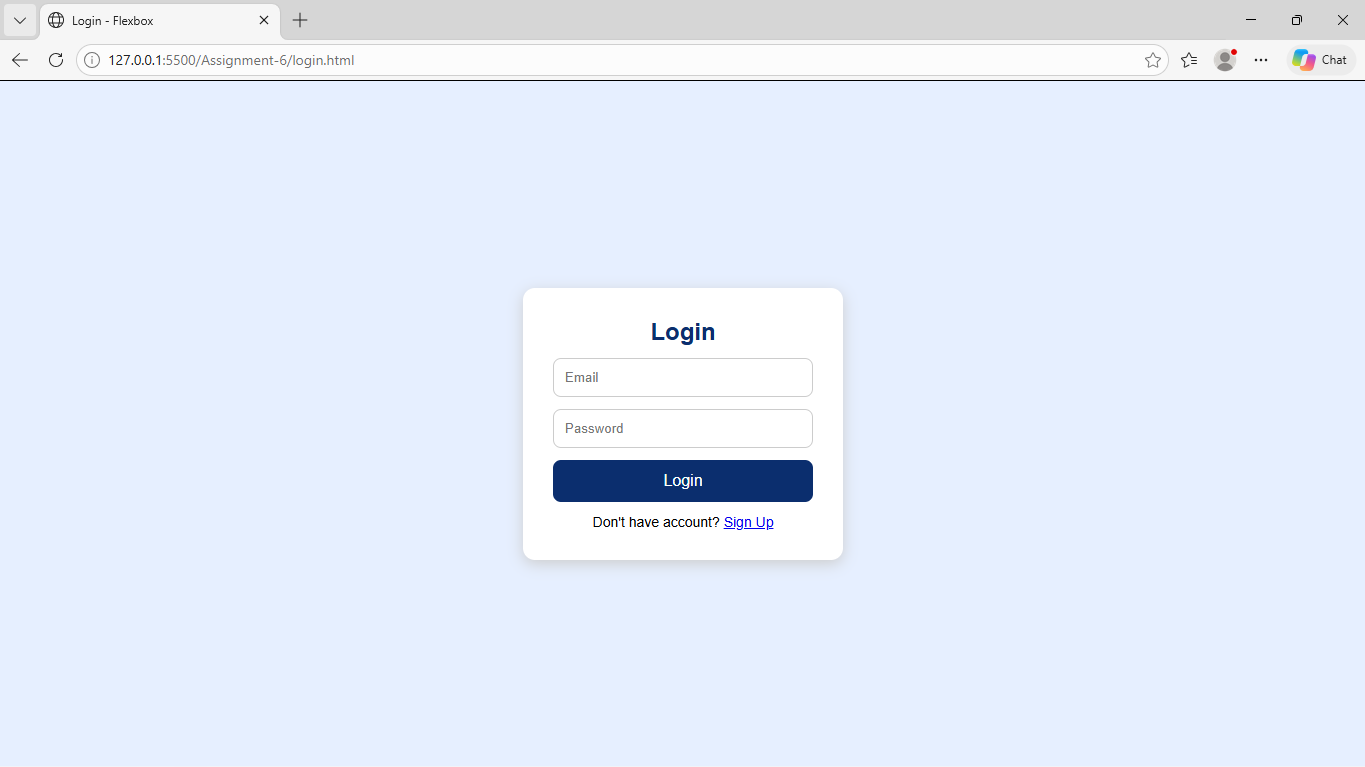 Login - Flexbox
127.0.0.1:5500/Assignment-6/login.html
Chat
Login
Email
Password
Login
Don't have account? Sign Up